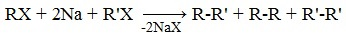 RX + 2Na + R'X ⟶ R-R' + R-R + R'-R'
-2NaX